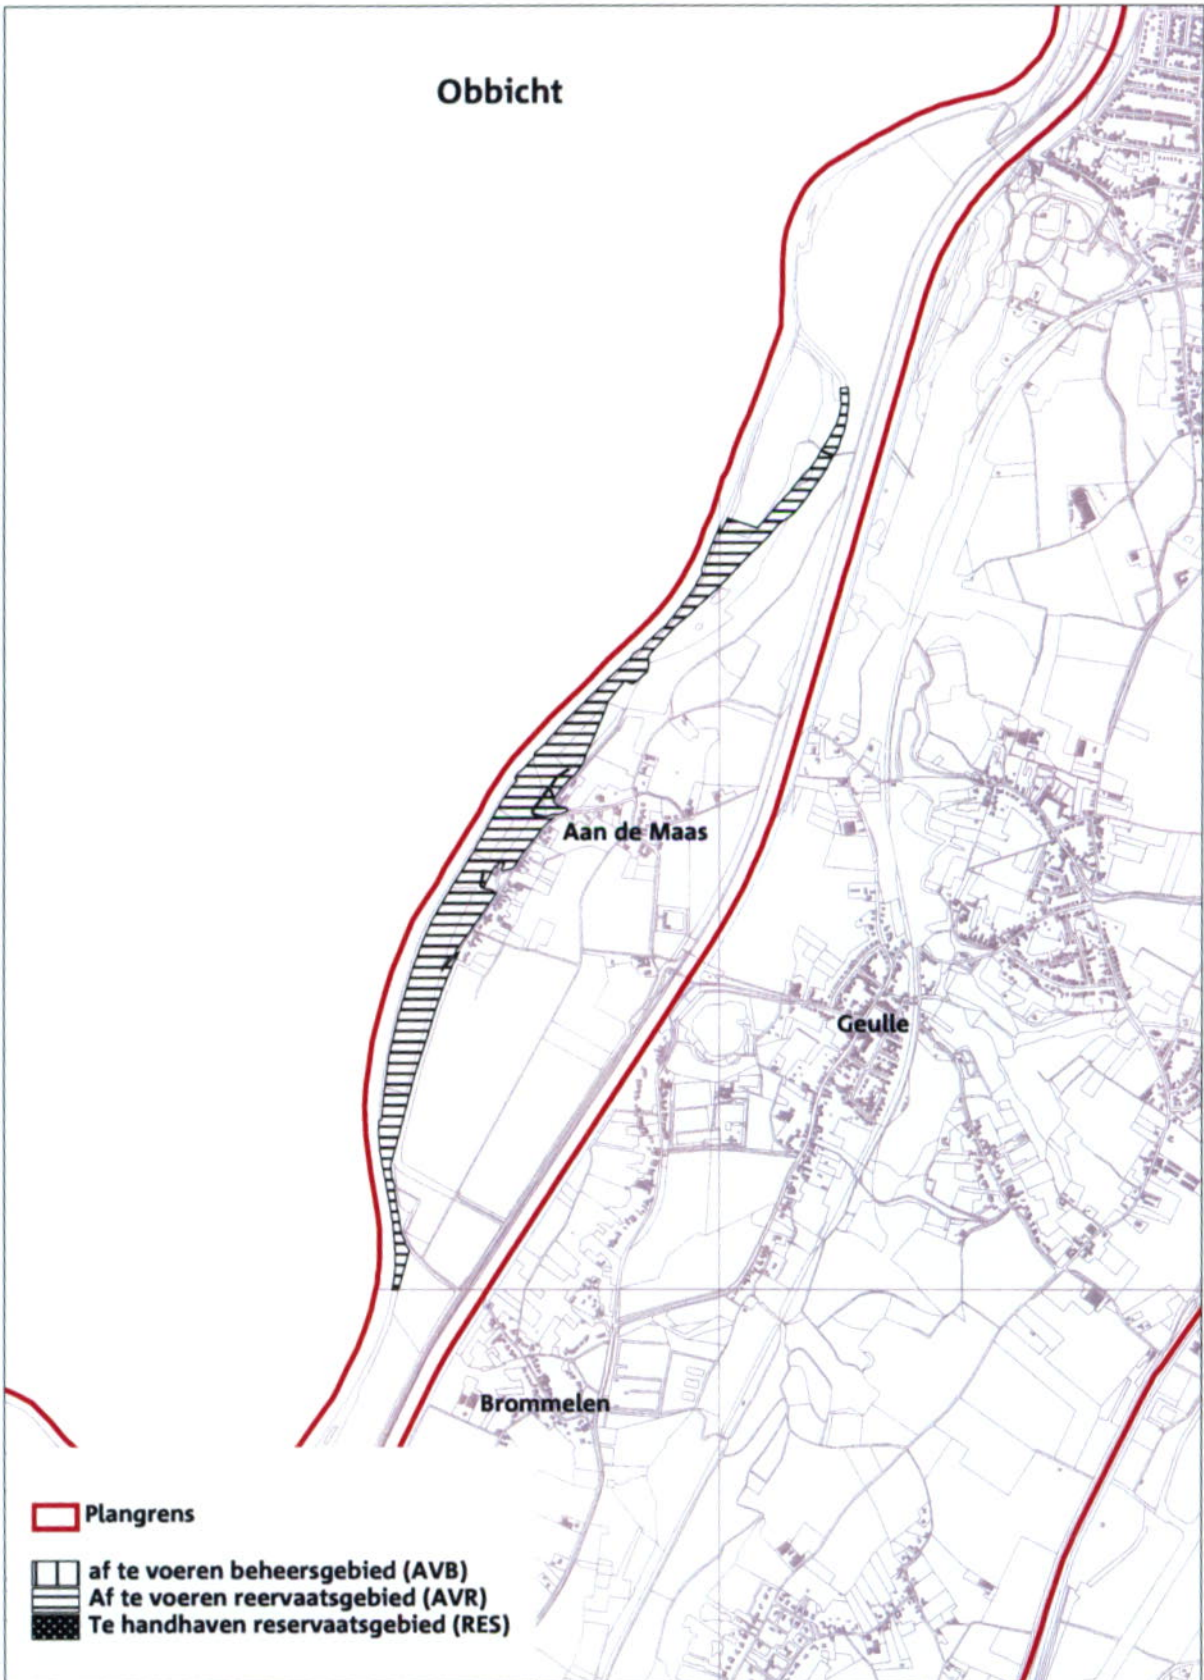 Obbicht
Aan de Maas
Geulle
Brommelen
Plangrens
af te voeren beheersgebied (AVB)
Af te voeren reervaatsgebied (AVR)
Te handhaven reservaatsgebied (RES)